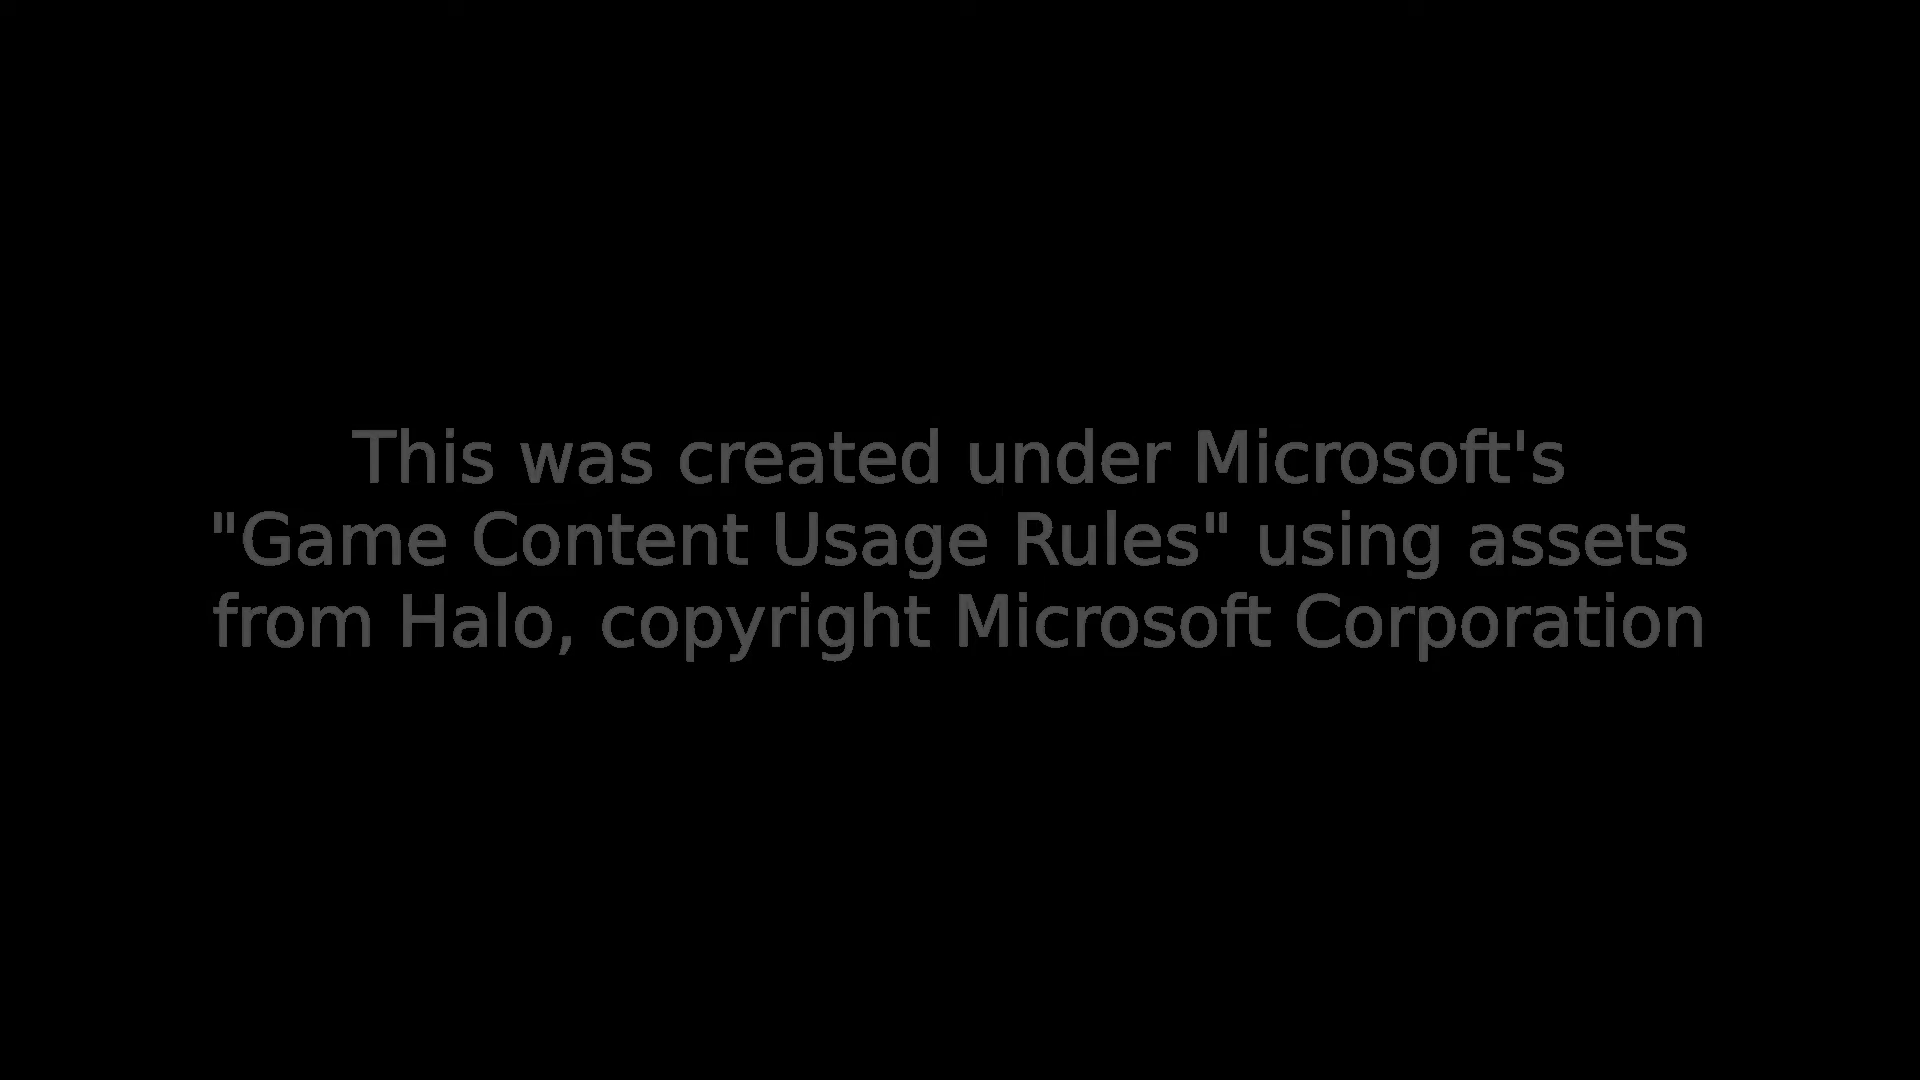 This was created under Microsoft's
"Game Content Usage Rules" using assets
from Halo, copyright Microsoft Corporation